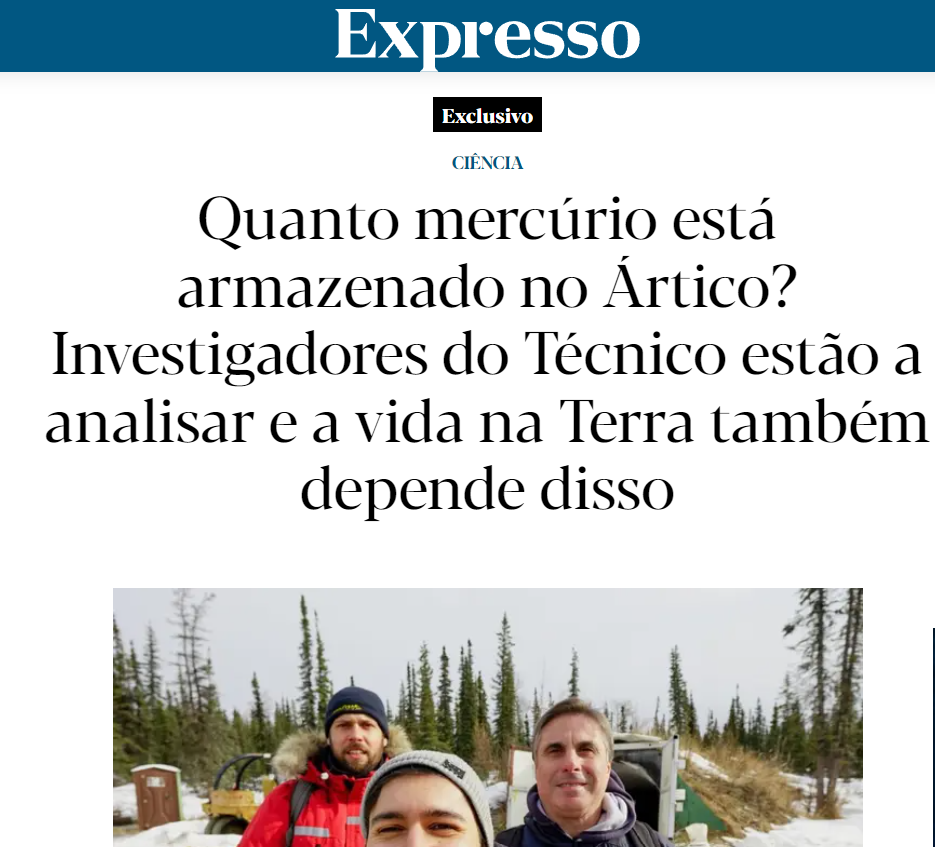 Expresso
Exclusivo
CIÊNCIA
Quanto mercúrio está
armazenado no Ártico?
Investigadores do Técnico estão a
analisar e a vida na Terra também
depende disso